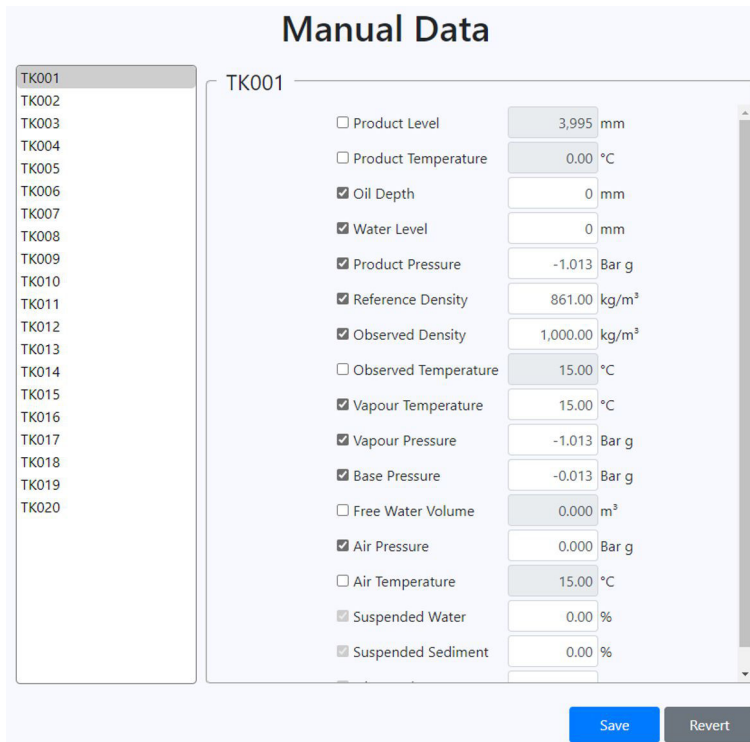 Manual Data
TK001
TK002
TK003
TK004
TK005
TK006
TK007
TK008
TK009
TK010
TK011
TK012
TK013
TK014
TK015
TK016
TK017
TK018
TK019
TK020
TK001
Product Level 3,995 mm
Product Temperature 0.00 °C
Oil Depth 0 mm
Water Level 0 mm
Product Pressure -1.013 Bar g
Reference Density 861.00 kg/m³
Observed Density 1,000.00 kg/m³
Observed Temperature 15.00 °C
Vapour Temperature 15.00 °C
Vapour Pressure -1.013 Bar g
Base Pressure -0.013 Bar g
Free Water Volume 0.000 m³
Air Pressure 0.000 Bar g
Air Temperature 15.00 °C
Suspended Water 0.00 %
Suspended Sediment 0.00 %
Save Revert